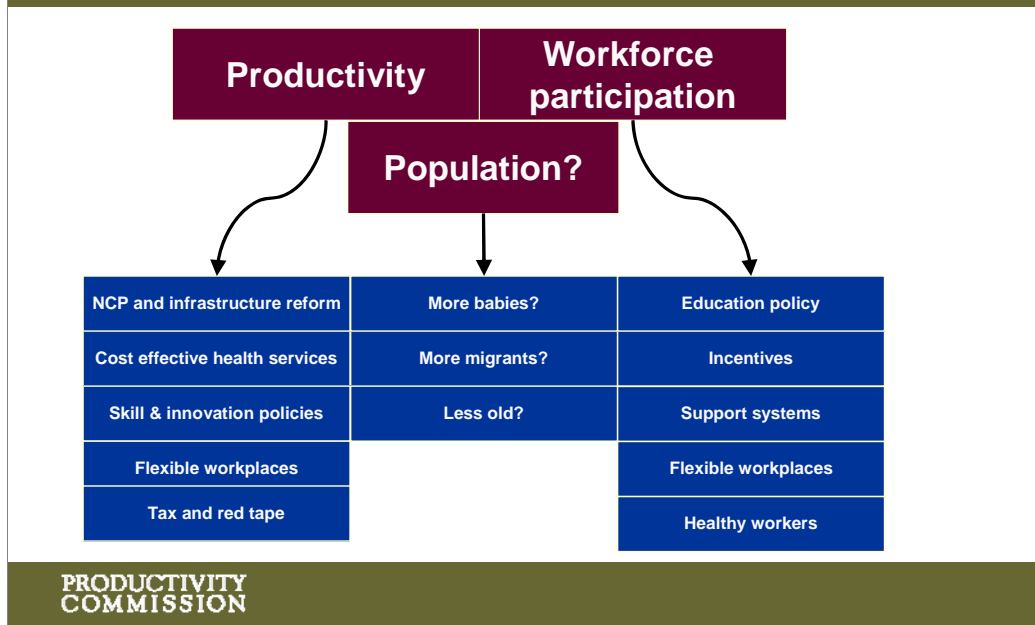 Productivity
Workforce
participation
Population?
NCP and infrastructure reform
Cost effective health services
Skill & innovation policies
Flexible workplaces
Tax and red tape
More babies?
More migrants?
Less old?
Education policy
Incentives
Support systems
Flexible workplaces
Healthy workers
PRODUCTIVITY
COMMISSION